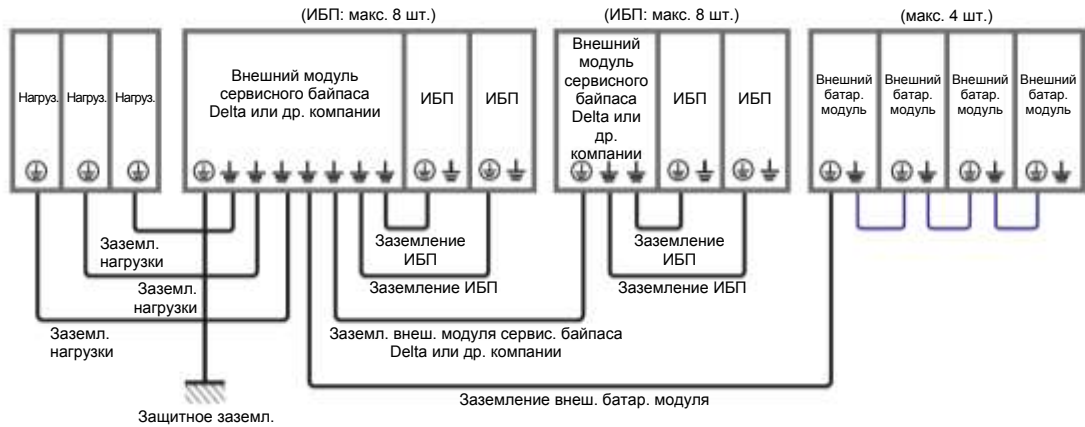 (ИБП: макс. 8 шт.)
(ИБП: макс. 8 шт.)
(макс. 4 шт.)
Нагруз.
Нагруз.
Нагруз.
Внешний модуль
сервисного байпаса
Delta или др. компании
ИБП
ИБП
Внешний
модуль
сервисного
байпаса
Delta или
др.
компании
ИБП
ИБП
Внешний
батар.
модуль
Внешний
батар.
модуль
Внешний
батар.
модуль
Внешний
батар.
модуль
Заземл.
нагрузки
Заземление
ИБП
Заземление
ИБП
Заземл.
нагрузки
Заземление ИБП
Заземление ИБП
Заземл.
нагрузки
Заземл. внеш. модуля сервис. байпаса
Delta или др. компании
Заземление внеш. батар. модуля
Защитное заземл.